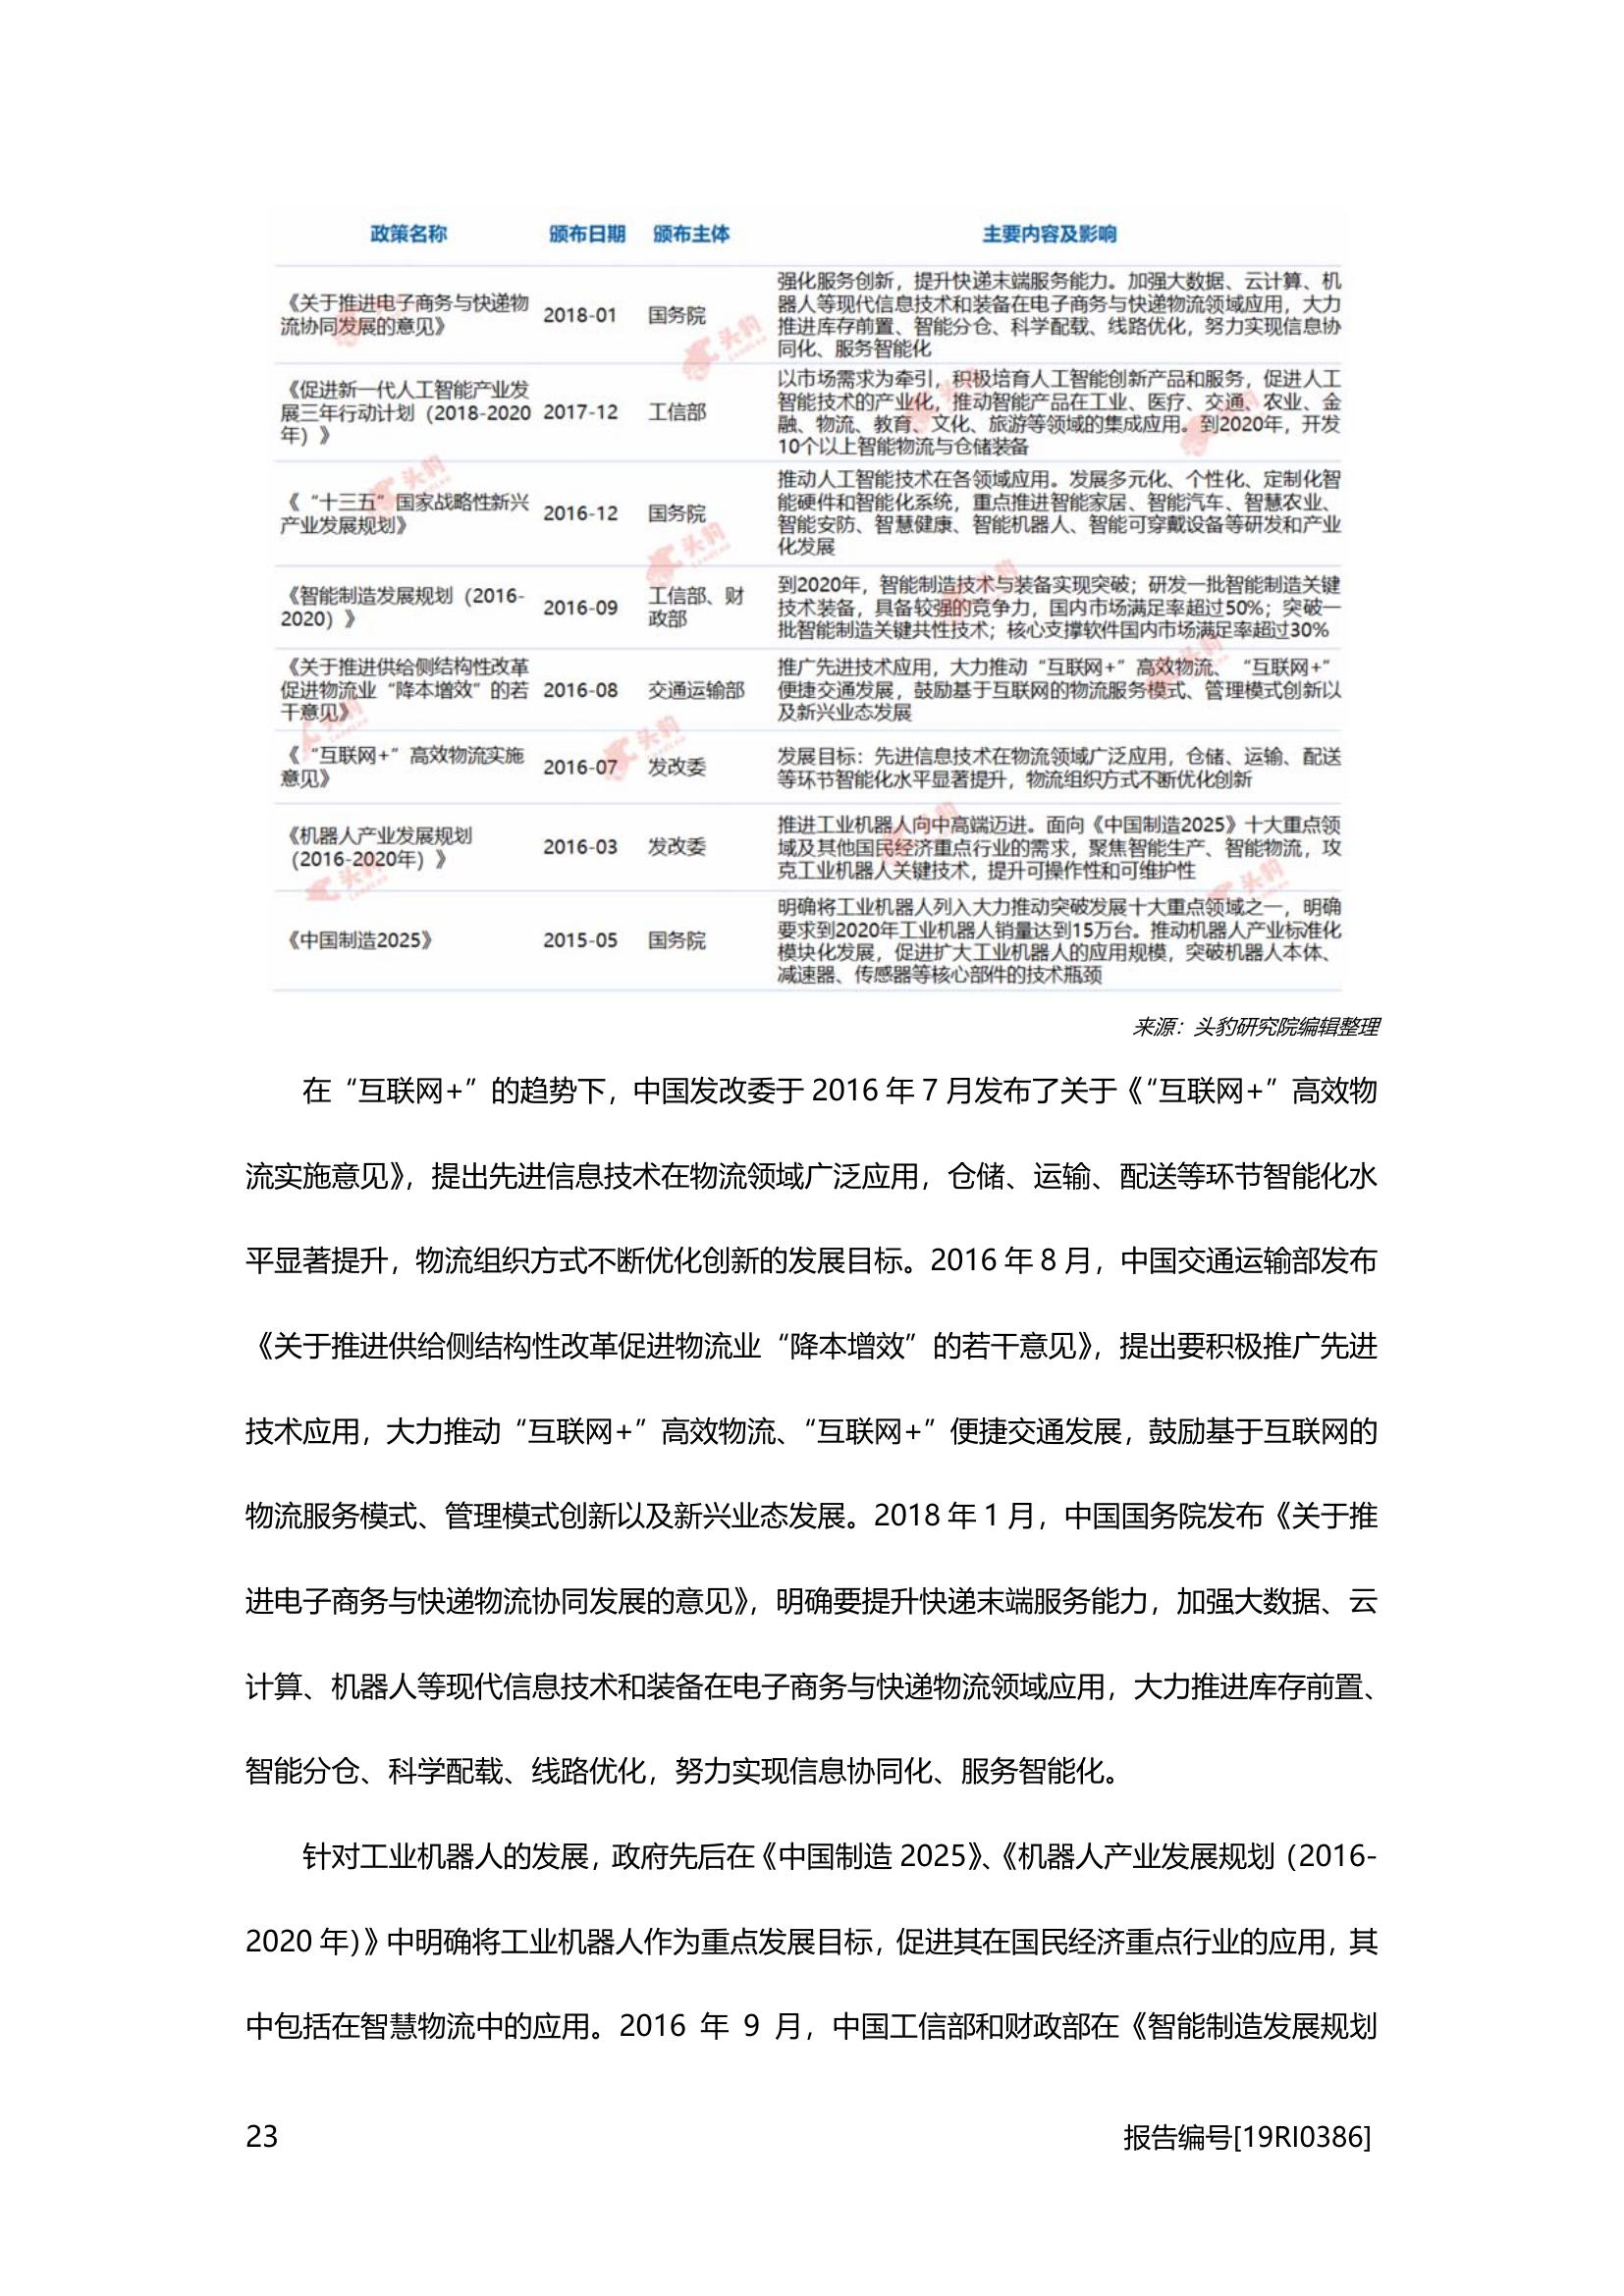 政策名称 颁布日期 颁布主体 主要内容及影响
《关于推进电子商务与快递物
流协同发展的意见》
2018-01 国务院
强化服务创新，提升快递末端服务能力。加强大数据、云计算、机
器人等现代信息技术和装备在电子商务与快递物流领域应用，大力
推进库存前置、智能分仓、科学配载、线路优化，努力实现信息协
同化、服务智能化
《促进新一代人工智能产业发
展三年行动计划（2018-2020
年）》
2017-12 工信部
以市场需求为牵引，积极培育人工智能创新产品和服务，促进人工
智能技术的产业化，推动智能产品在工业、医疗、交通、农业、金
融、物流、教育、文化、旅游等领域的集成应用。到2020年，开发
10个以上智能物流与仓储装备
《“十三五”国家战略性新兴
产业发展规划》
2016-12 国务院
推动人工智能技术在各领域应用。发展多元化、个性化、定制化智
能硬件和智能化系统，重点推进智能家居、智能汽车、智慧农业、
智能安防、智慧健康、智能机器人、智能可穿戴设备等研发和产业
化发展
《智能制造发展规划（2016-
2020）》
2016-09
工信部、财
政部
到2020年，智能制造技术与装备实现突破；研发一批智能制造关键
技术装备，具备较强的竞争力，国内市场满足率超过50%；突破一
批智能制造关键共性技术；核心支撑软件国内市场满足率超过30%
《关于推进供给侧结构性改革
促进物流业“降本增效”的若
干意见》
2016-08 交通运输部
推广先进技术应用，大力推动“互联网+”高效物流、“互联网+”
便捷交通发展，鼓励基于互联网的物流服务模式、管理模式创新以
及新兴业态发展
《“互联网+”高效物流实施
意见》
2016-07 发改委
发展目标：先进信息技术在物流领域广泛应用，仓储、运输、配送
等环节智能化水平显著提升，物流组织方式不断优化创新
《机器人产业发展规划
（2016-2020年）》
2016-03 发改委
推进工业机器人向中高端迈进。面向《中国制造2025》十大重点领
域及其他国民经济重点行业的需求，聚焦智能生产、智能物流，攻
克工业机器人关键技术，提升可操作性和可维护性
《中国制造2025》
2015-05 国务院
明确将工业机器人列入大力推动突破发展十大重点领域之一，明确
要求到2020年工业机器人销量达到15万台。推动机器人产业标准化
模块化发展，促进扩大工业机器人的应用规模，突破机器人本体、
减速器、传感器等核心部件的技术瓶颈
来源：头豹研究院编辑整理
在“互联网+”的趋势下，中国发改委于 2016 年 7 月发布了关于《“互联网+”高效物
流实施意见》，提出先进信息技术在物流领域广泛应用，仓储、运输、配送等环节智能化水
平显著提升，物流组织方式不断优化创新的发展目标。2016 年 8 月，中国交通运输部发布
《关于推进供给侧结构性改革促进物流业“降本增效”的若干意见》，提出要积极推广先进
技术应用，大力推动“互联网+”高效物流、“互联网+”便捷交通发展，鼓励基于互联网的
物流服务模式、管理模式创新以及新兴业态发展。2018 年 1 月，中国国务院发布《关于推
进电子商务与快递物流协同发展的意见》，明确要提升快递末端服务能力，加强大数据、云
计算、机器人等现代信息技术和装备在电子商务与快递物流领域应用，大力推进库存前置、
智能分仓、科学配载、线路优化，努力实现信息协同化、服务智能化。
针对工业机器人的发展，政府先后在《中国制造 2025》、《机器人产业发展规划（2016-
2020 年）》中明确将工业机器人作为重点发展目标，促进其在国民经济重点行业的应用，其
中包括在智慧物流中的应用。2016 年 9 月，中国工信部和财政部在《智能制造发展规划
23 报告编号[19RI0386]